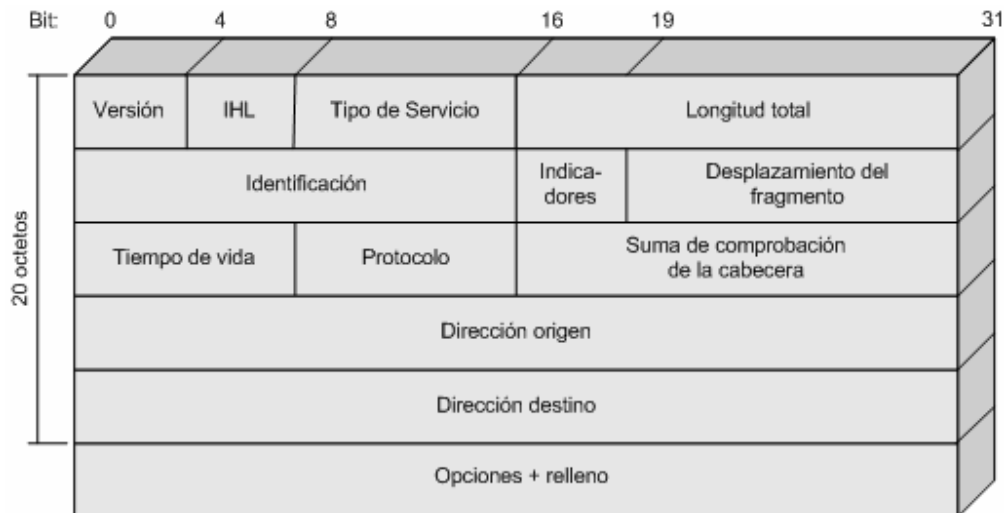 Bit: 0 4 8 16 19 31
Versión IHL Tipo de Servicio Longitud total
Identificación Indica-
dores Desplazamiento del
fragmento
Tiempo de vida Protocolo Suma de comprobación
de la cabecera
Dirección origen
Dirección destino
Opciones + relleno
20 octetos